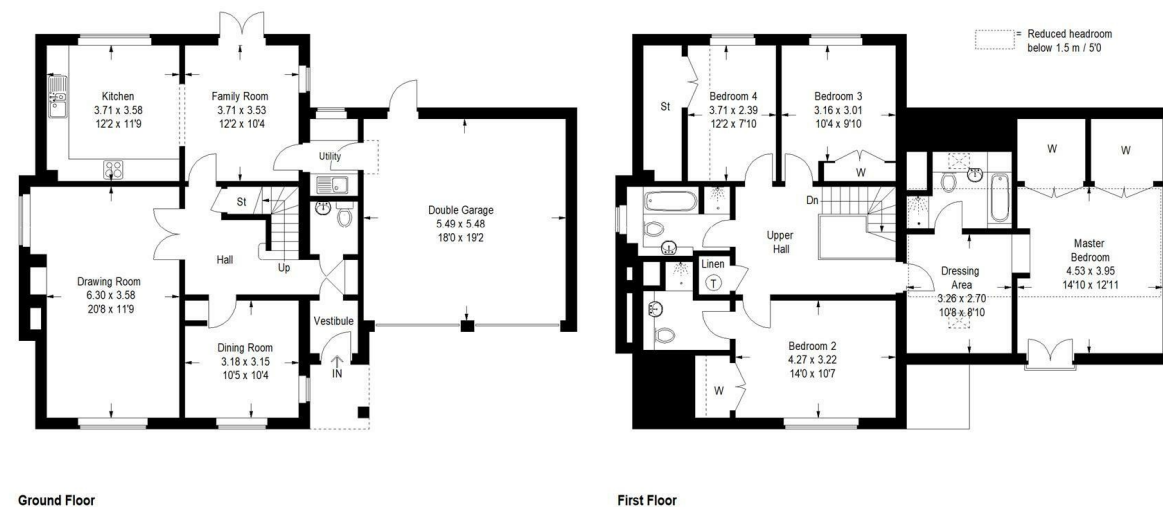 Kitchen
3.71 x 3.58
12'2 x 11'9
Family Room
3.71 x 3.53
12'2 x 10'4
Utility
St
Double Garage
5.49 x 5.48
18'0 x 19'2
Hall
Up
Drawing Room
6.30 x 3.58
20'8 x 11'9
Vestibule
Dining Room
3.18 x 3.15
10'5 x 10'4
IN
Ground Floor
= Reduced headroom
below 1.5 m / 5'0
St
Bedroom 4
3.71 x 2.39
12'2 x 7'10
Bedroom 3
3.16 x 3.01
10'4 x 9'10
W
W
W
Dn
Upper
Hall
Linen
T
Dressing
Area
3.26 x 2.70
10'8 x 8'10
Master
Bedroom
4.53 x 3.95
14'10 x 12'11
Bedroom 2
4.27 x 3.22
14'0 x 10'7
W
First Floor